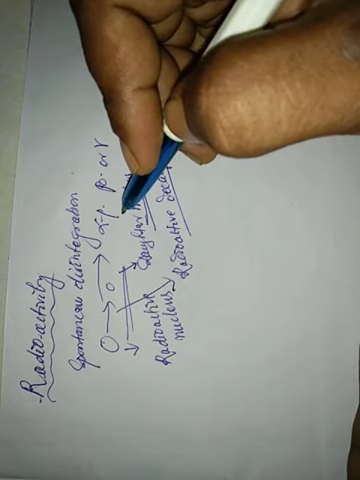 Radioactivity
Spontaneous disintegration
O → o → α-p. β- or γ
Radioactive nucleus
Daughter
Radioactive decay